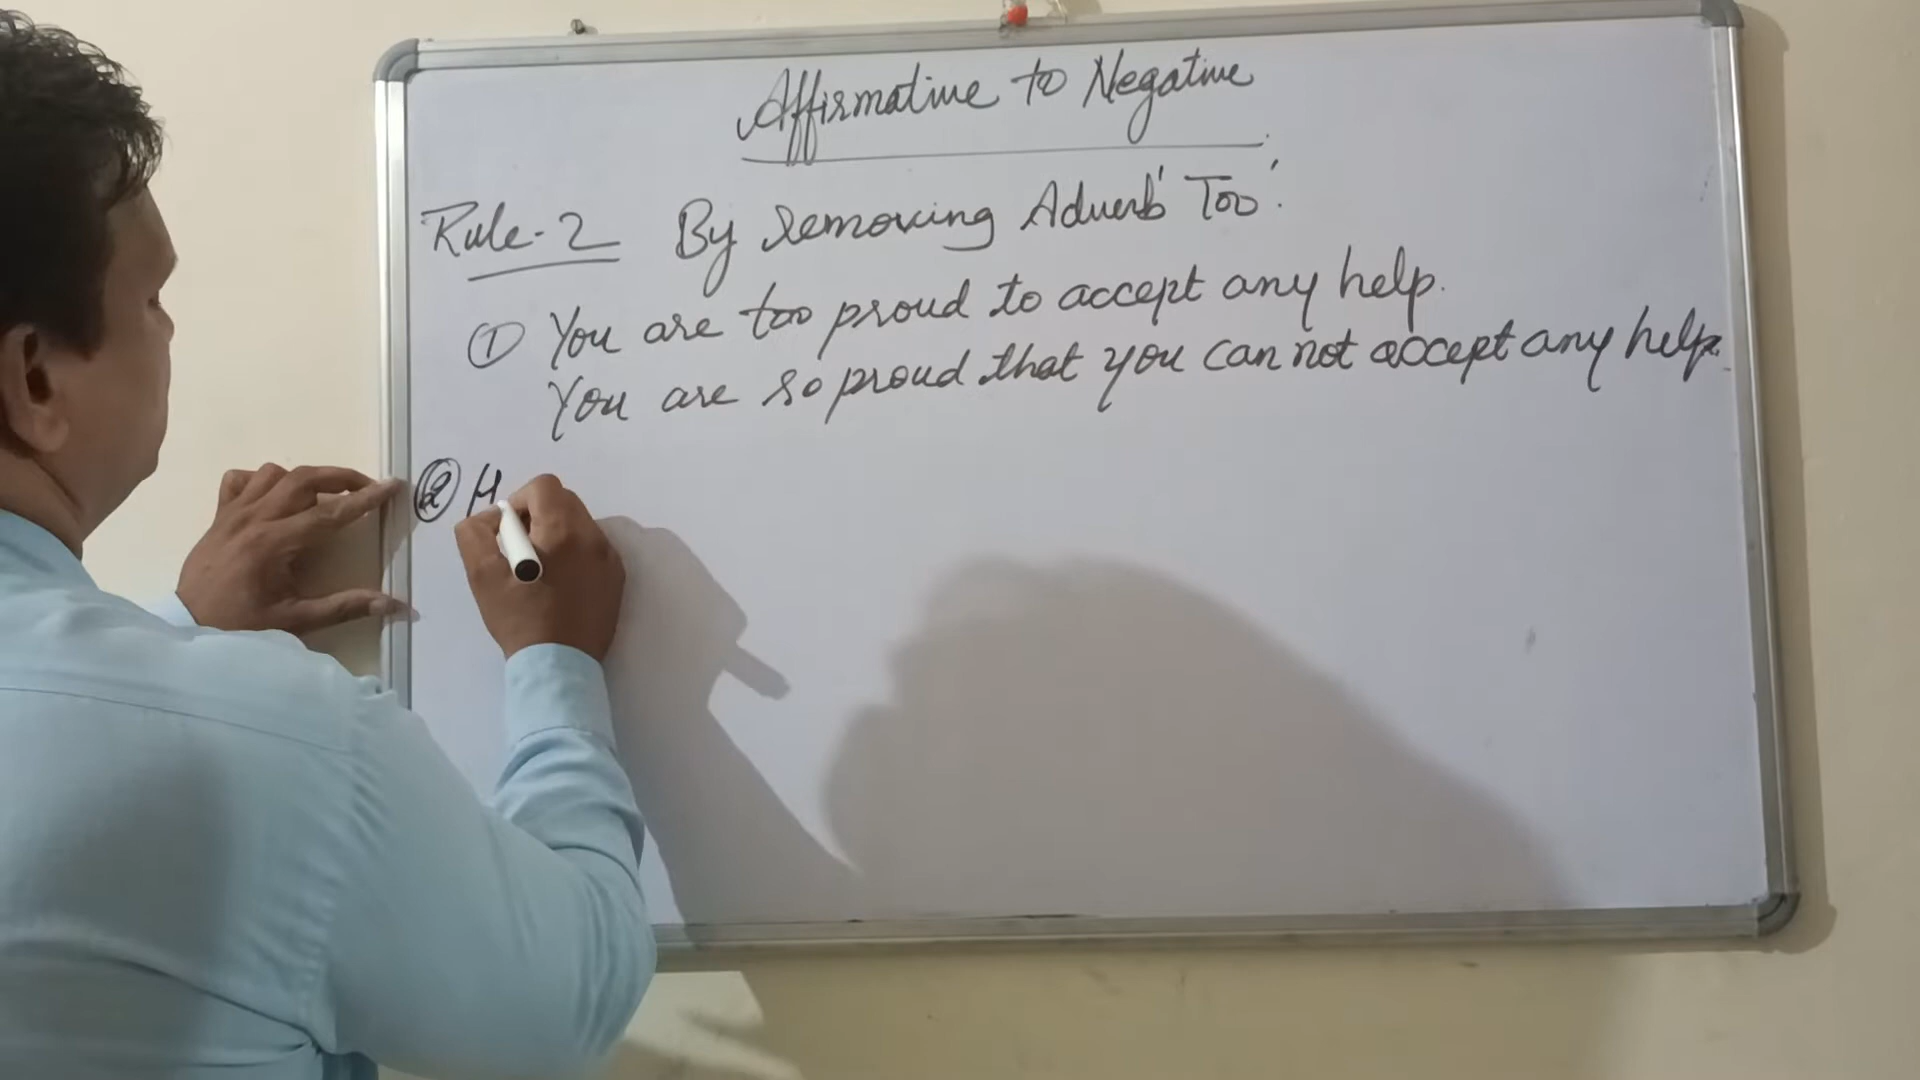 Affirmative to Negative
Rule-2 By removing Adverb 'Too'.
① You are too proud to accept any help.
You are so proud that you can not accept any help.
② H